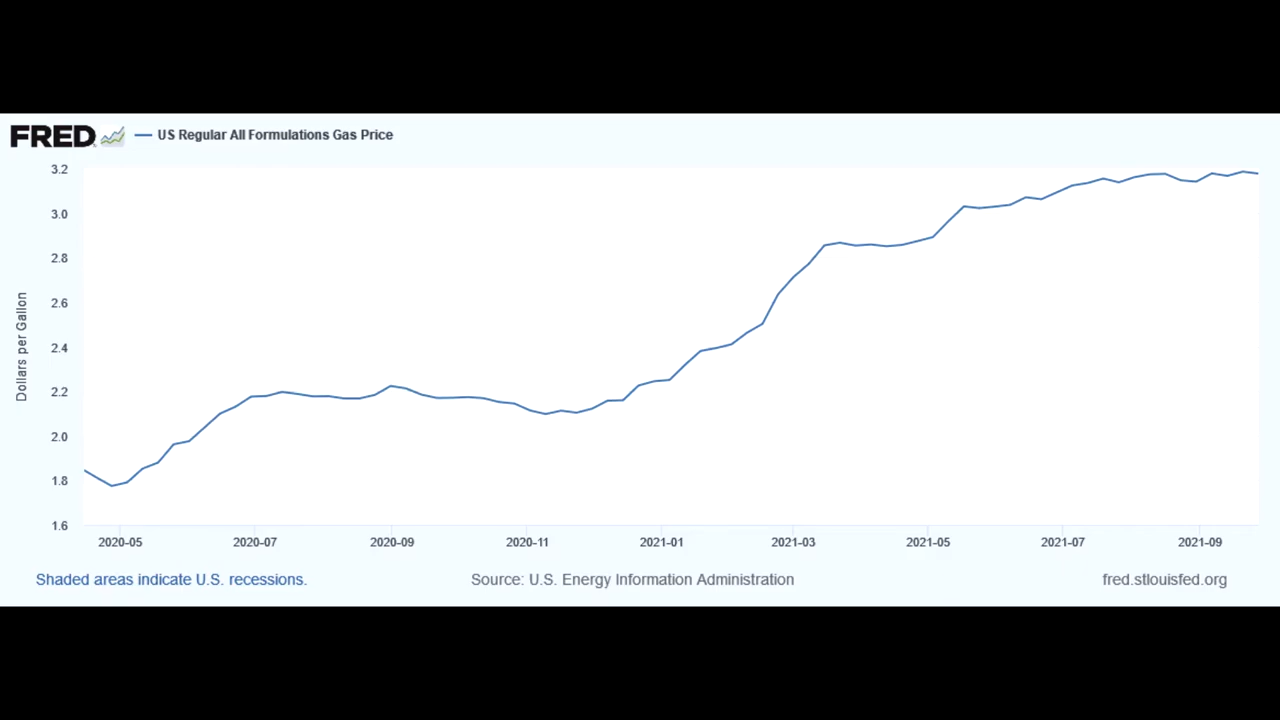 FRED
US Regular All Formulations Gas Price
3.2
3.0
2.8
2.6
2.4
2.2
2.0
1.8
1.6
Dollars per Gallon
2020-05 2020-07 2020-09 2020-11 2021-01 2021-03 2021-05 2021-07 2021-09
Shaded areas indicate U.S. recessions. Source: U.S. Energy Information Administration fred.stlouisfed.org